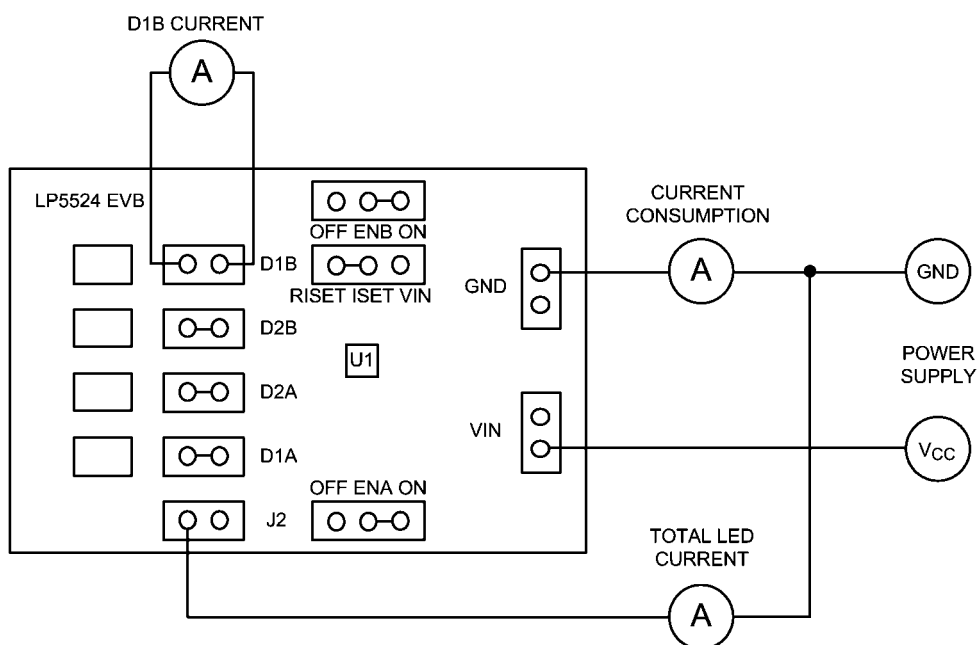 D1B CURRENT
A
LP5524 EVB
OFF ENB ON
D1B
RISET ISET VIN
D2B
U1
D2A
D1A
OFF ENA ON
J2
GND
VIN
CURRENT
CONSUMPTION
A
GND
POWER
SUPPLY
VCC
TOTAL LED
CURRENT
A